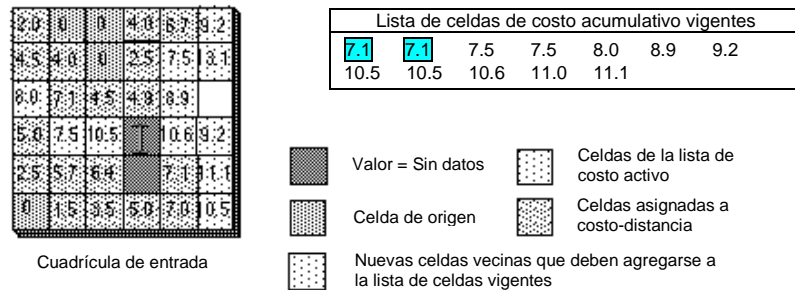 2.0 0 0 4.0 6.7 9.2
4.5 4.0 0 2.5 7.5 13.1
8.0 7.1 4.5 4.9 8.9
5.0 7.5 10.5 10.6 9.2
2.5 5.7 6.4 7.1 11.1
0 1.5 3.5 5.0 7.0 10.5
Cuadrícula de entrada
Lista de celdas de costo acumulativo vigentes
7.1 7.1 7.5 7.5 8.0 8.9 9.2
10.5 10.5 10.6 11.0 11.1
Valor = Sin datos
Celdas de la lista de
costo activo
Celda de origen
Celdas asignadas a
costo-distancia
Nuevas celdas vecinas que deben agregarse a
la lista de celdas vigentes